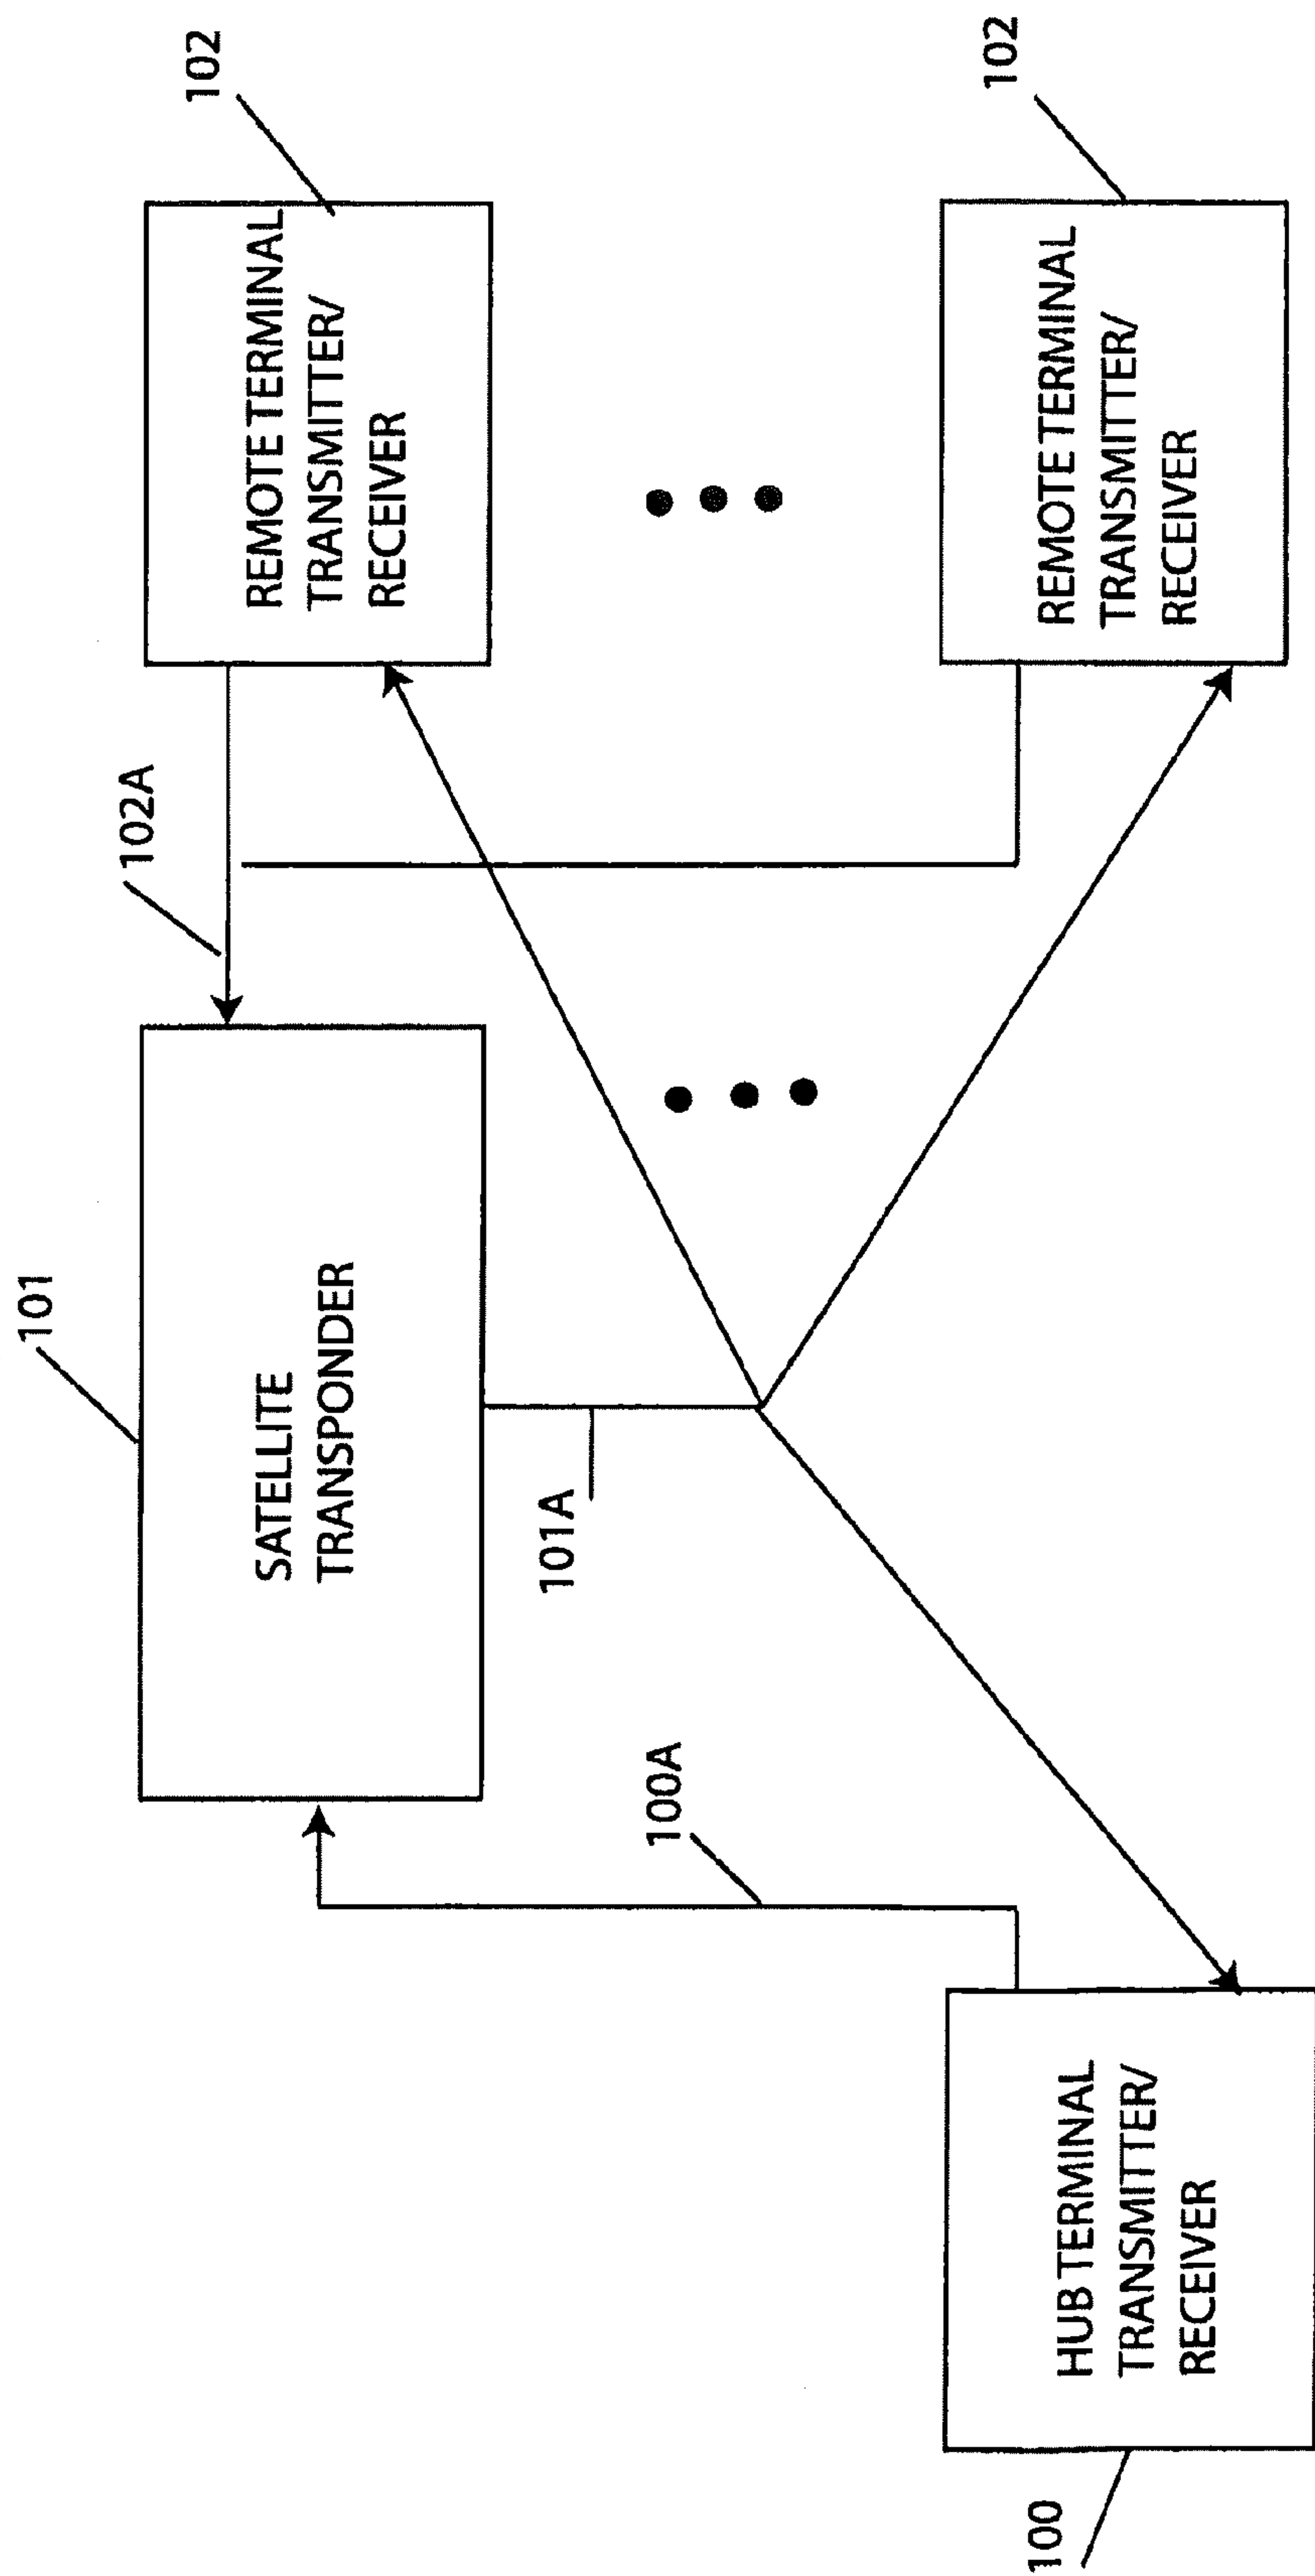 101
SATELLITE
TRANSPONDER
101A
102A
102
REMOTE TERMINAL
TRANSMITTER/
RECEIVER
102
REMOTE TERMINAL
TRANSMITTER/
RECEIVER
100A
100
HUB TERMINAL
TRANSMITTER/
RECEIVER